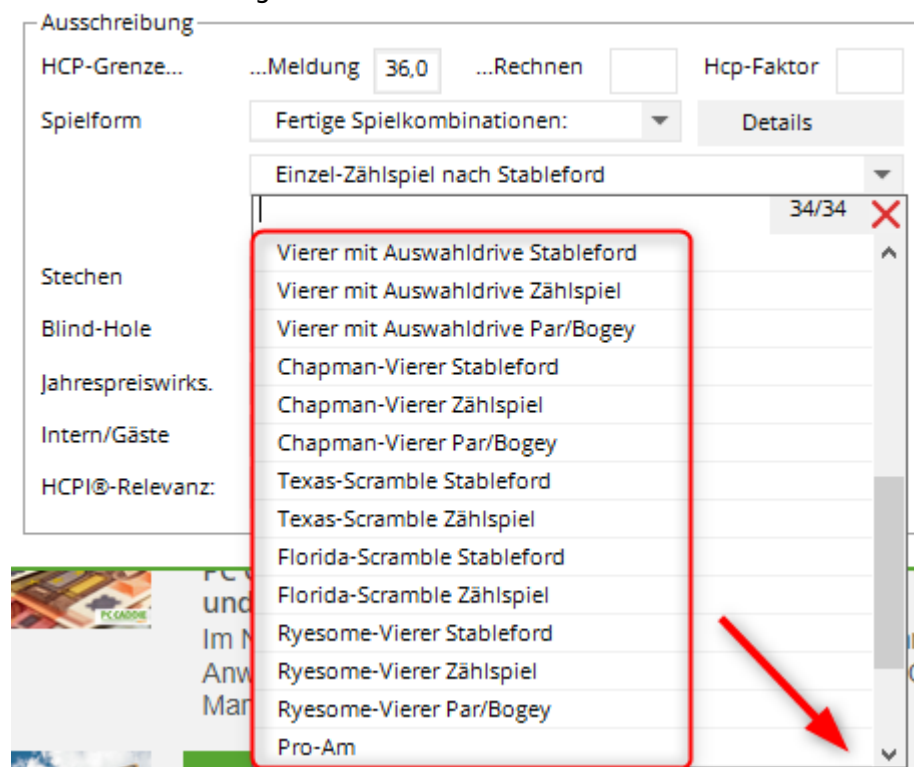 Ausschreibung
HCP-Grenze... ...Meldung 36,0 ...Rechnen Hcp-Faktor
Spielform Fertige Spielkombinationen: Details
Einzel-Zählspiel nach Stableford
34/34
Vierer mit Auswahldrive Stableford
Stechen
Vierer mit Auswahldrive Zählspiel
Blind-Hole Vierer mit Auswahldrive Par/Bogey
Chapman-Vierer Stableford
Jahrespreiswirks.
Chapman-Vierer Zählspiel
Intern/Gäste Chapman-Vierer Par/Bogey
HCPI®-Relevanz: Texas-Scramble Stableford
Texas-Scramble Zählspiel
Florida-Scramble Stableford
PC CADDIE und Florida-Scramble Zählspiel
Im Ryesome-Vierer Stableford
Ryesome-Vierer Zählspiel
Ryesome-Vierer Par/Bogey
Pro-Am